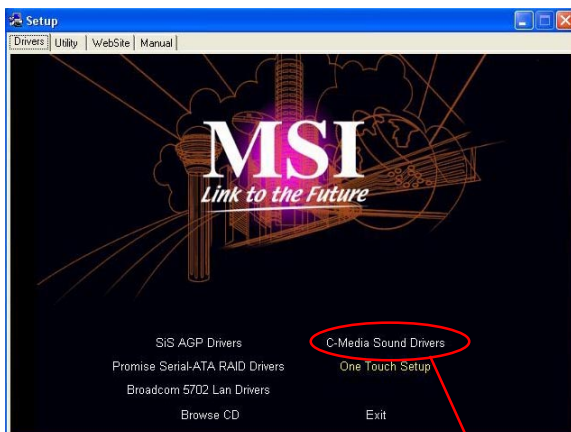 Setup
Drivers Utility WebSite Manual
MSI
Link to the Future
SiS AGP Drivers C-Media Sound Drivers
Promise Serial-ATA RAID Drivers One Touch Setup
Broadcom 5702 Lan Drivers
Browse CD Exit